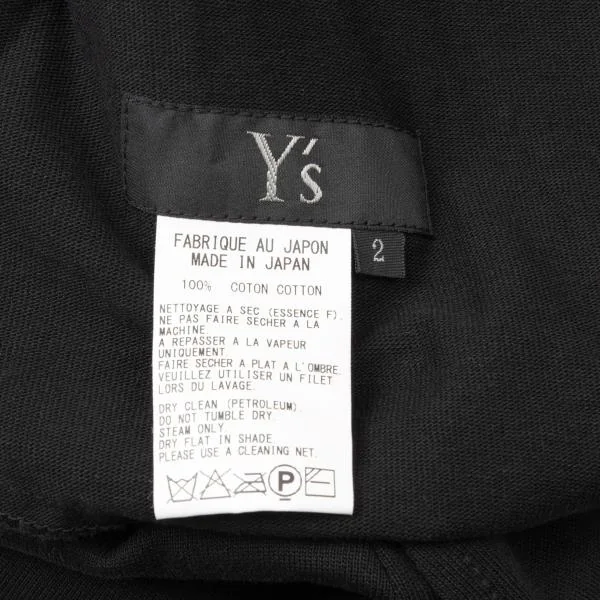 Y's
2
FABRIQUE AU JAPON
MADE IN JAPAN
100% COTON COTTON
NETTOYAGE A SEC (ESSENCE F).
NE PAS FAIRE SECHER A LA
MACHINE.
A REPASSER A LA VAPEUR
UNIQUEMENT.
FAIRE SECHER A PLAT A L'OMBRE.
VEUILLEZ UTILISER UN FILET
LORS DU LAVAGE.
DRY CLEAN (PETROLEUM).
DO NOT TUMBLE DRY.
STEAM ONLY.
DRY FLAT IN SHADE.
PLEASE USE A CLEANING NET.
P